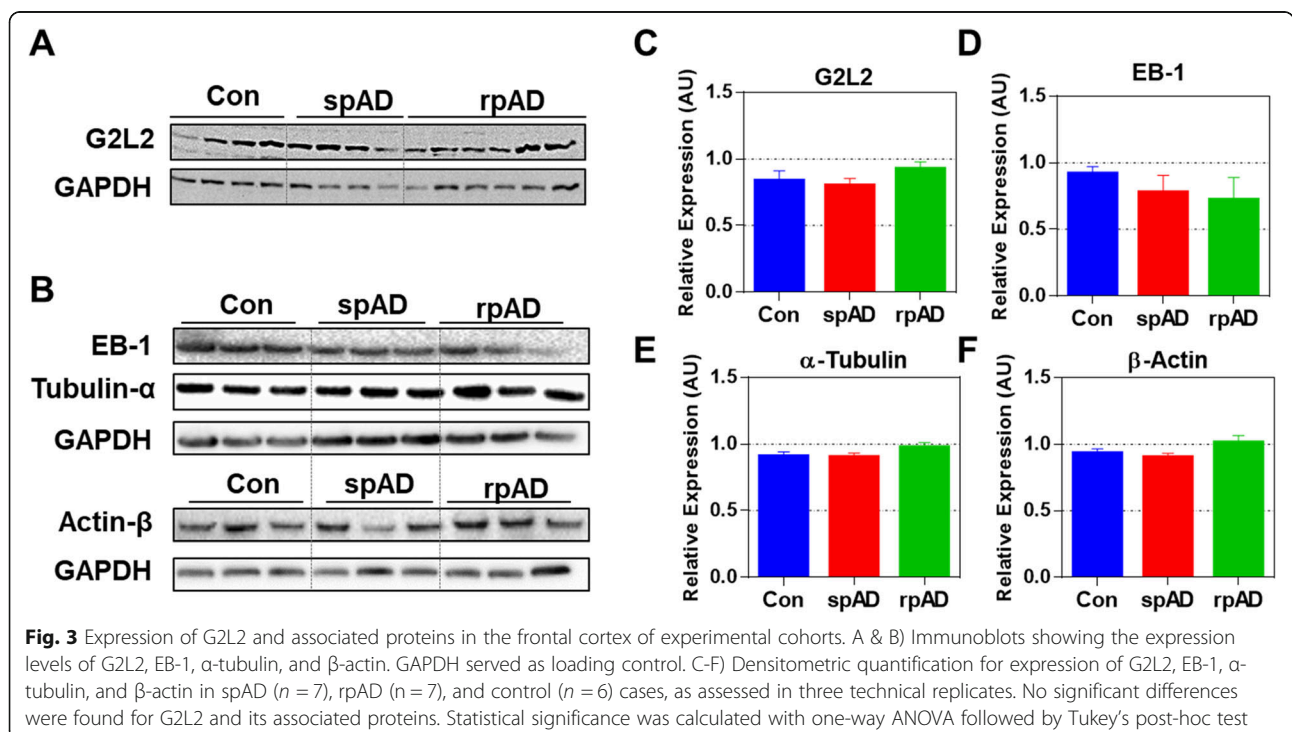 A
Con spAD rpAD
G2L2
GAPDH
B
Con spAD rpAD
EB-1
Tubulin-α
GAPDH
Con spAD rpAD
Actin-β
GAPDH
C
G2L2
Relative Expression (AU)
1.5
1.0
0.5
0.0
Con spAD rpAD
D
EB-1
Relative Expression (AU)
1.5
1.0
0.5
0.0
Con spAD rpAD
E
α-Tubulin
Relative Expression (AU)
1.5
1.0
0.5
0.0
Con spAD rpAD
F
β-Actin
Relative Expression (AU)
1.5
1.0
0.5
0.0
Con spAD rpAD
Fig. 3 Expression of G2L2 and associated proteins in the frontal cortex of experimental cohorts. A & B) Immunoblots showing the expression
levels of G2L2, EB-1, α-tubulin, and β-actin. GAPDH served as loading control. C-F) Densitometric quantification for expression of G2L2, EB-1, α-
tubulin, and β-actin in spAD (n = 7), rpAD (n = 7), and control (n = 6) cases, as assessed in three technical replicates. No significant differences
were found for G2L2 and its associated proteins. Statistical significance was calculated with one-way ANOVA followed by Tukey's post-hoc test